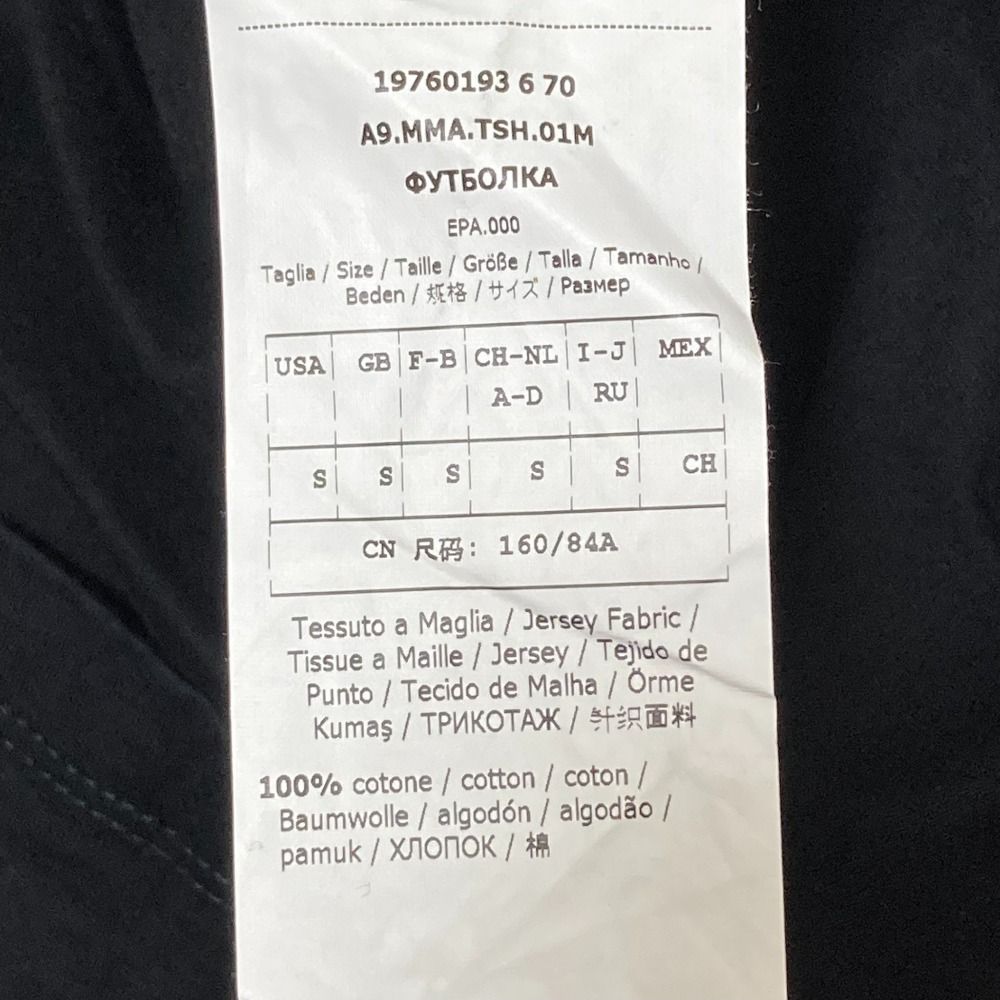 19760193 6 70
A9.MMA.TSH.01M
ФУТБОЛКА
EPA.000
Taglia / Size / Taille / Größe / Talla / Tamanho /
Beden / 规格 / サイズ / Размер
USA GB F-B CH-NL I-J MEX
A-D RU
S S S S S CH
CN 尺码: 160/84A
Tessuto a Maglia / Jersey Fabric /
Tissue a Maille / Jersey / Tejido de
Punto / Tecido de Malha / Örme
Kumaş / ТРИКОТАЖ / 针织面料
100% cotone / cotton / coton /
Baumwolle / algodón / algodão /
pamuk / ХЛОПОК / 棉